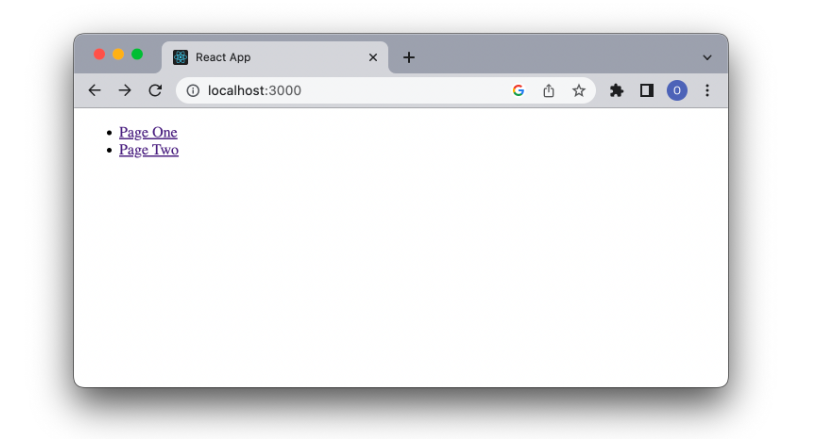 React App
localhost:3000
O
Page One
Page Two